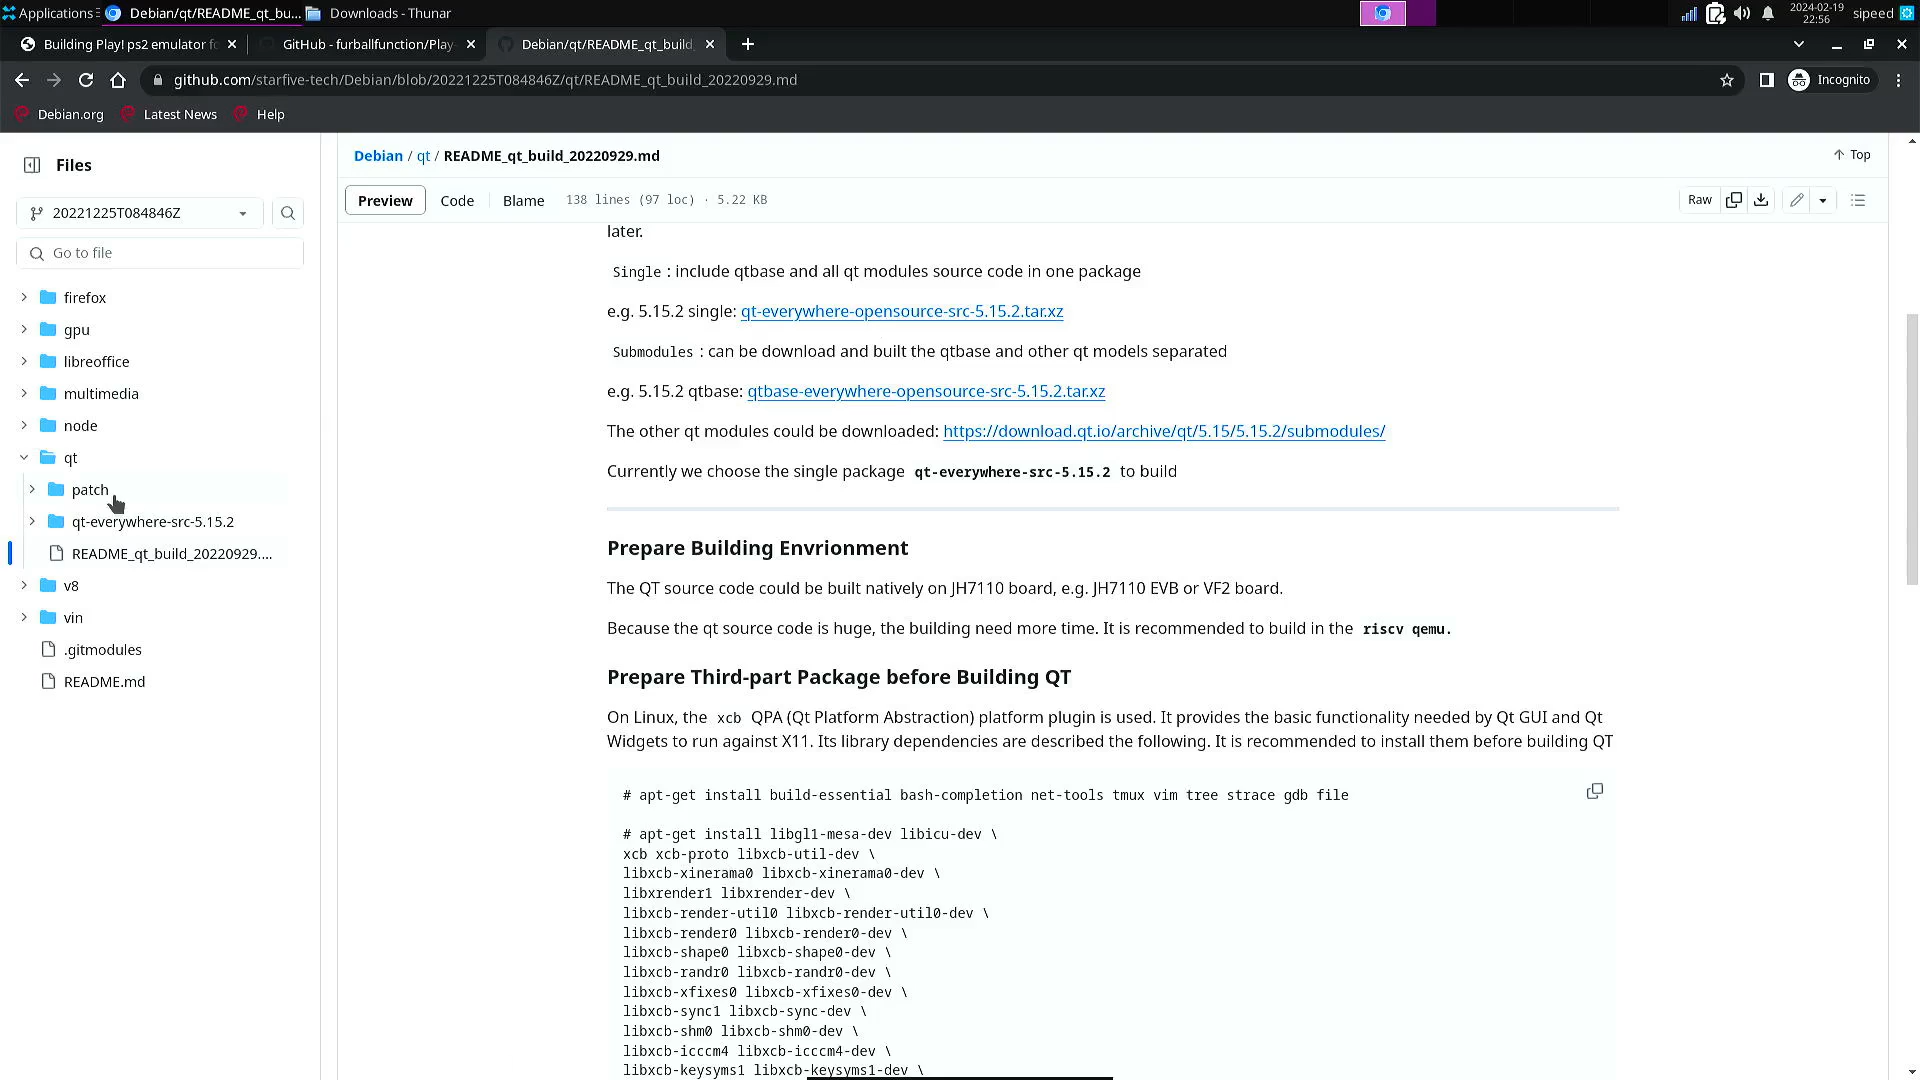 Applications
Debian/qt/README_qt_bu...
Downloads - Thunar
2024-02-19
22:56
sipeed
Building Play! ps2 emulator fo
GitHub - furballfunction/Play-
Debian/qt/README_qt_build_
github.com/starfive-tech/Debian/blob/20221225T084846Z/qt/README_qt_build_20220929.md
Incognito
Debian.org
Latest News
Help
Files
20221225T084846Z
Go to file
firefox
gpu
libreoffice
multimedia
node
qt
patch
qt-everywhere-src-5.15.2
README_qt_build_20220929....
v8
vin
.gitmodules
README.md
Debian / qt / README_qt_build_20220929.md
Top
Preview
Code
Blame
138 lines (97 loc) · 5.22 KB
Raw
later.
Single : include qtbase and all qt modules source code in one package
e.g. 5.15.2 single: qt-everywhere-opensource-src-5.15.2.tar.xz
Submodules : can be download and built the qtbase and other qt models separated
e.g. 5.15.2 qtbase: qtbase-everywhere-opensource-src-5.15.2.tar.xz
The other qt modules could be downloaded: https://download.qt.io/archive/qt/5.15/5.15.2/submodules/
Currently we choose the single package qt-everywhere-src-5.15.2 to build
Prepare Building Envrionment
The QT source code could be built natively on JH7110 board, e.g. JH7110 EVB or VF2 board.
Because the qt source code is huge, the building need more time. It is recommended to build in the riscv qemu.
Prepare Third-part Package before Building QT
On Linux, the xcb QPA (Qt Platform Abstraction) platform plugin is used. It provides the basic functionality needed by Qt GUI and Qt
Widgets to run against X11. Its library dependencies are described the following. It is recommended to install them before building QT
# apt-get install build-essential bash-completion net-tools tmux vim tree strace gdb file
# apt-get install libgl1-mesa-dev libicu-dev \
xcb xcb-proto libxcb-util-dev \
libxcb-xinerama0 libxcb-xinerama0-dev \
libxrender1 libxrender-dev \
libxcb-render-util0 libxcb-render-util0-dev \
libxcb-render0 libxcb-render0-dev \
libxcb-shape0 libxcb-shape0-dev \
libxcb-randr0 libxcb-randr0-dev \
libxcb-xfixes0 libxcb-xfixes0-dev \
libxcb-sync1 libxcb-sync-dev \
libxcb-shm0 libxcb-shm0-dev \
libxcb-icccm4 libxcb-icccm4-dev \
libxcb-keysyms1 libxcb-keysyms1-dev \